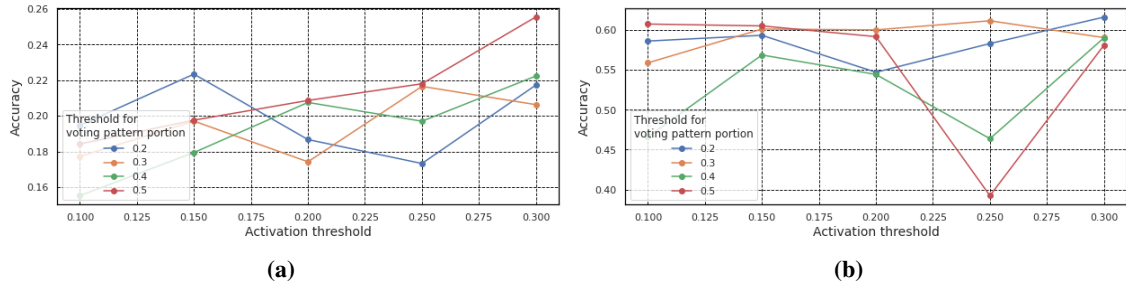 0.26
0.24
0.22
0.20
0.18
0.16
Accuracy
Threshold for
voting pattern portion
0.2
0.3
0.4
0.5
0.100 0.125 0.150 0.175 0.200 0.225 0.250 0.275 0.300
Activation threshold
(a)
0.60
0.55
0.50
0.45
0.40
Accuracy
Threshold for
voting pattern portion
0.2
0.3
0.4
0.5
0.100 0.125 0.150 0.175 0.200 0.225 0.250 0.275 0.300
Activation threshold
(b)